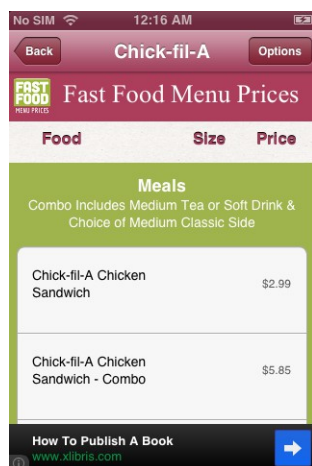 No SIM 12:16 AM
Back Chick-fil-A Options
FAST
FOOD
MENU PRICES
Fast Food Menu Prices
Food Size Price
Meals
Combo Includes Medium Tea or Soft Drink &
Choice of Medium Classic Side
Chick-fil-A Chicken
Sandwich
$2.99
Chick-fil-A Chicken
Sandwich - Combo
$5.85
How To Publish A Book
www.xlibris.com